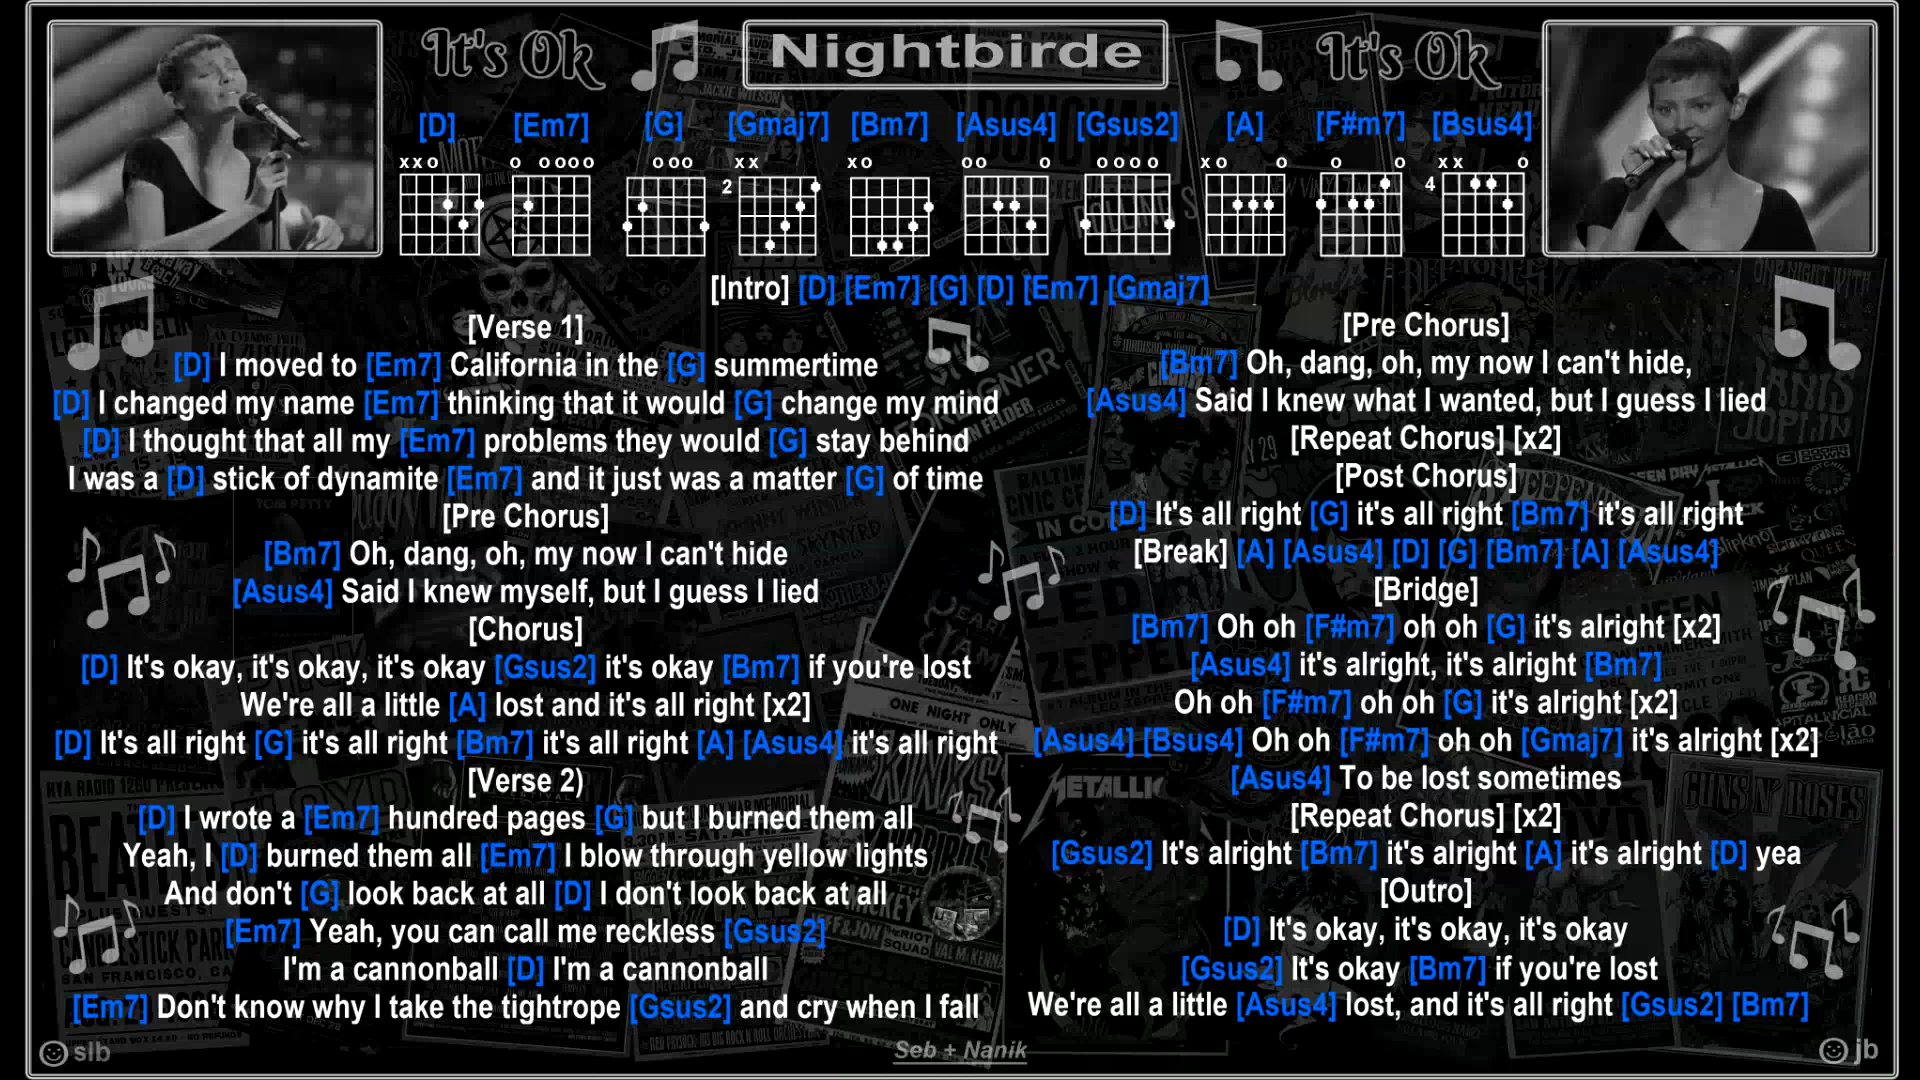 It's Ok
Nightbirde
It's Ok
[D] [Em7] [G] [Gmaj7] [Bm7] [Asus4] [Gsus2] [A] [F#m7] [Bsus4]
xxo o oooo ooo xx xo oo o oooo xo o o o xx o
2 4
[Intro] [D] [Em7] [G] [D] [Em7] [Gmaj7]
[Verse 1]
[D] I moved to [Em7] California in the [G] summertime
[D] I changed my name [Em7] thinking that it would [G] change my mind
[D] I thought that all my [Em7] problems they would [G] stay behind
I was a [D] stick of dynamite [Em7] and it just was a matter [G] of time
[Pre Chorus]
[Bm7] Oh, dang, oh, my now I can't hide
[Asus4] Said I knew myself, but I guess I lied
[Chorus]
[D] It's okay, it's okay, it's okay [Gsus2] it's okay [Bm7] if you're lost
We're all a little [A] lost and it's all right [x2]
[D] It's all right [G] it's all right [Bm7] it's all right [A] [Asus4] it's all right
[Verse 2)
[D] I wrote a [Em7] hundred pages [G] but I burned them all
Yeah, I [D] burned them all [Em7] I blow through yellow lights
And don't [G] look back at all [D] I don't look back at all
[Em7] Yeah, you can call me reckless [Gsus2]
I'm a cannonball [D] I'm a cannonball
[Em7] Don't know why I take the tightrope [Gsus2] and cry when I fall
[Pre Chorus]
[Bm7] Oh, dang, oh, my now I can't hide,
[Asus4] Said I knew what I wanted, but I guess I lied
[Repeat Chorus] [x2]
[Post Chorus]
[D] It's all right [G] it's all right [Bm7] it's all right
[Break] [A] [Asus4] [D] [G] [Bm7] [A] [Asus4]
[Bridge]
[Bm7] Oh oh [F#m7] oh oh [G] it's alright [x2]
[Asus4] it's alright, it's alright [Bm7]
Oh oh [F#m7] oh oh [G] it's alright [x2]
[Asus4] [Bsus4] Oh oh [F#m7] oh oh [Gmaj7] it's alright [x2]
[Asus4] To be lost sometimes
[Repeat Chorus] [x2]
[Gsus2] It's alright [Bm7] it's alright [A] it's alright [D] yea
[Outro]
[D] It's okay, it's okay, it's okay
[Gsus2] It's okay [Bm7] if you're lost
We're all a little [Asus4] lost, and it's all right [Gsus2] [Bm7]
slb
Seb + Nanik
jb